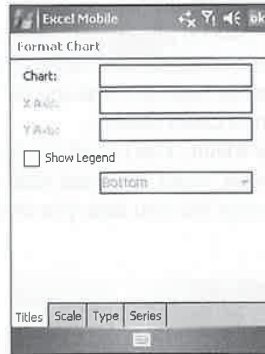 Excel Mobile ok
Format Chart
Chart:
X Axis:
Y Axis:
Show Legend
Bottom
Titles Scale Type Series